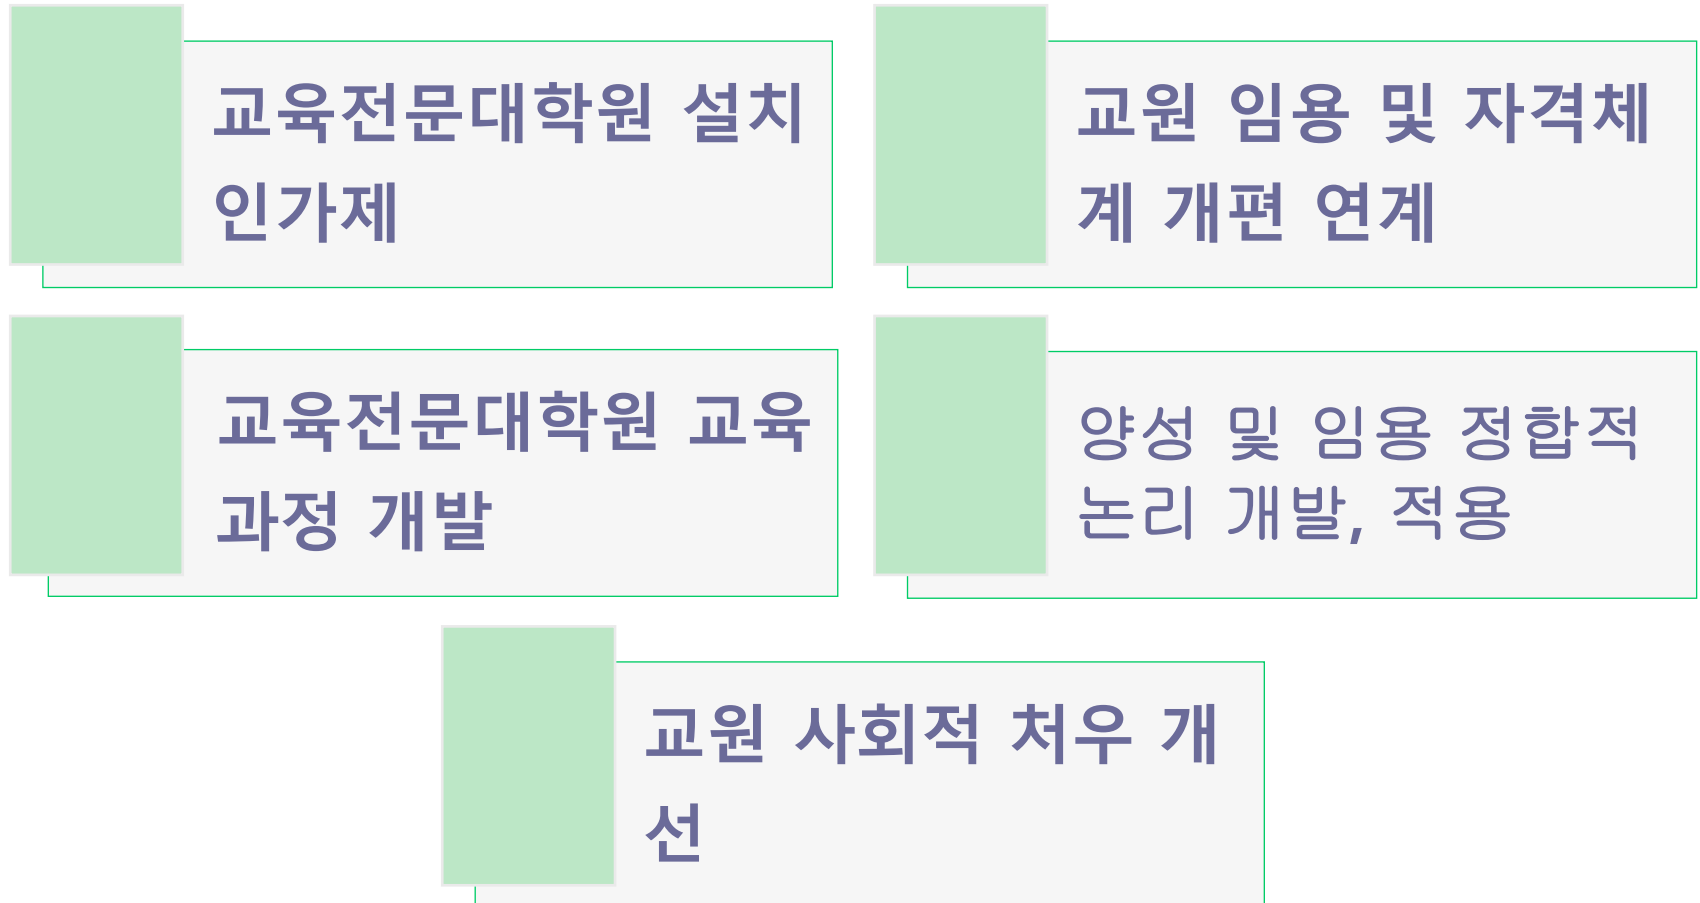 교육전문대학원 설치
인가제
교원 임용 및 자격체
계 개편 연계
교육전문대학원 교육
과정 개발
양성 및 임용 정합적
논리 개발, 적용
교원 사회적 처우 개
선